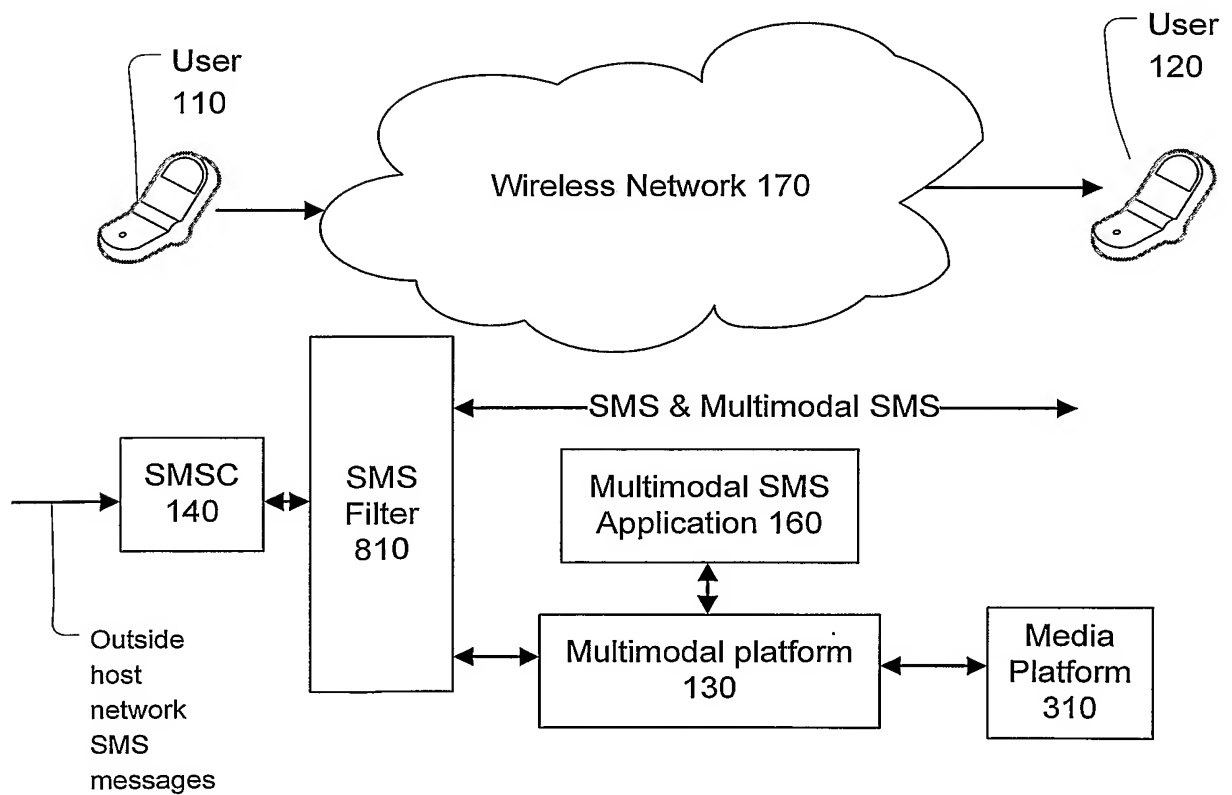 User
110
User
120
Wireless Network 170
SMS & Multimodal SMS
SMSC
140
SMS
Filter
810
Multimodal SMS
Application 160
Multimodal platform
130
Media
Platform
310
Outside
host
network
SMS
messages